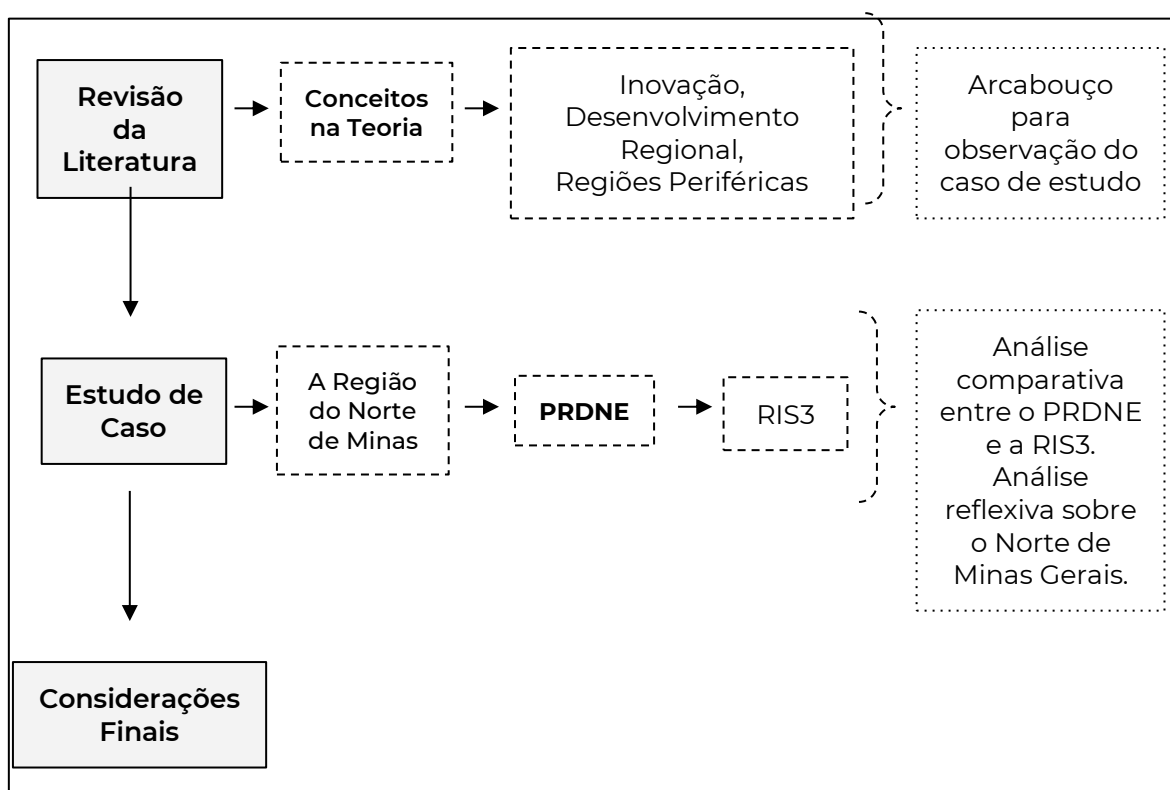 Revisão
da
Literatura
Conceitos
na Teoria
Inovação,
Desenvolvimento
Regional,
Regiões Periféricas
Arcabouço
para
observação do
caso de estudo
Estudo de
Caso
A Região
do Norte
de Minas
PRDNE
RIS3
Análise
comparativa
entre o PRDNE
e a RIS3.
Análise
reflexiva sobre
o Norte de
Minas Gerais.
Considerações
Finais